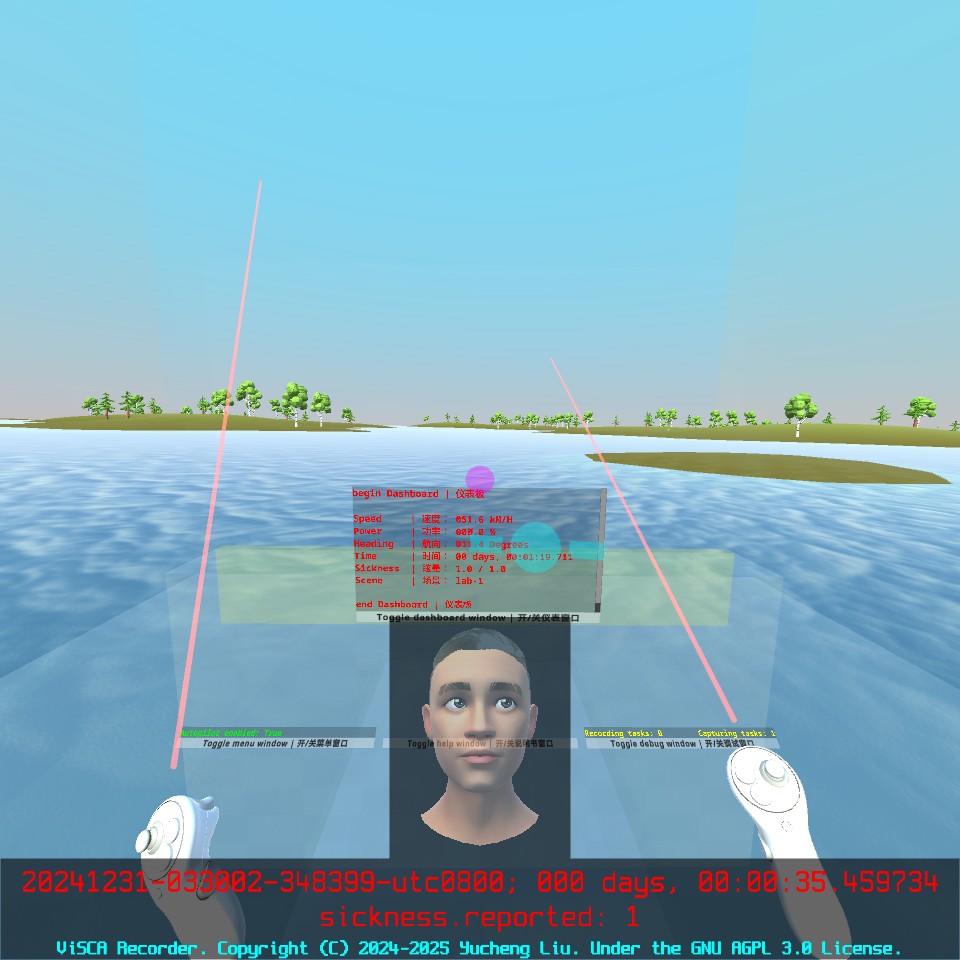 begin Dashboard | 仪表板
Speed | 速度: 051.6 kM/H
Power | 功率: 000.0 %
Heading | 航向: 011.4 Degrees
Time | 时间: 00 days, 00:01:19.711
Sickness | 眩晕: 1.0 / 1.0
Scene | 场景: lab-1
end Dashboard | 仪表板
Toggle dashboard window | 开/关仪表窗口
Autopilot enabled: True
Recording tasks: 0 Capturing tasks: 1
Toggle menu window | 开/关菜单窗口
Toggle help window | 开/关说明书窗口
Toggle debug window | 开/关调试窗口
20241231-033002-348399-utc0800; 000 days, 00:00:35.459734
sickness.reported: 1
ViSCA Recorder. Copyright (C) 2024-2025 Yucheng Liu. Under the GNU AGPL 3.0 License.